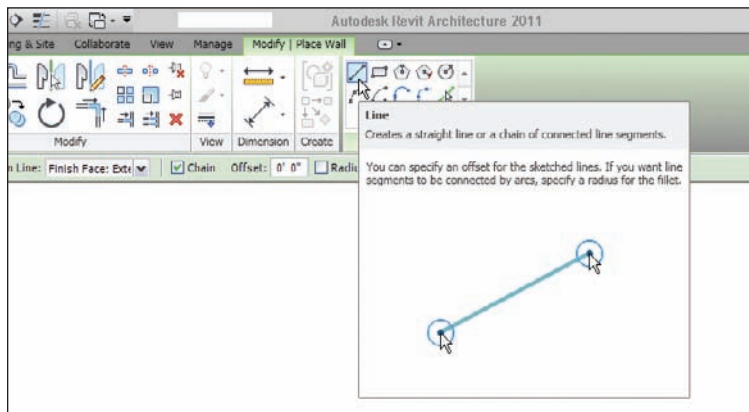 Autodesk Revit Architecture 2011
ng & Site Collaborate View Manage Modify | Place Wall
Modify View Dimension Create
n Line: Finish Face: Exte Chain Offset: 0' 0" Radi
Line
Creates a straight line or a chain of connected line segments.
You can specify an offset for the sketched lines. If you want line
segments to be connected by arcs, specify a radius for the fillet.